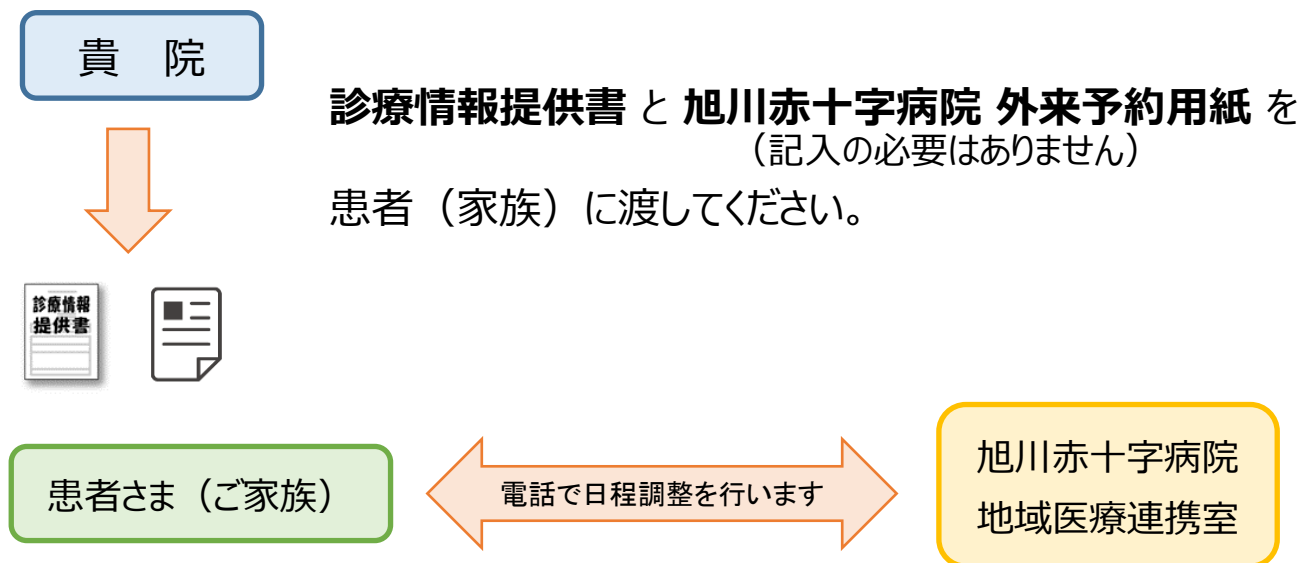 貴　院
診療情報提供書 と 旭川赤十字病院 外来予約用紙 を
（記入の必要はありません）
患者（家族）に渡してください。
診療情報
提供書
患者さま（ご家族）
電話で日程調整を行います
旭川赤十字病院
地域医療連携室